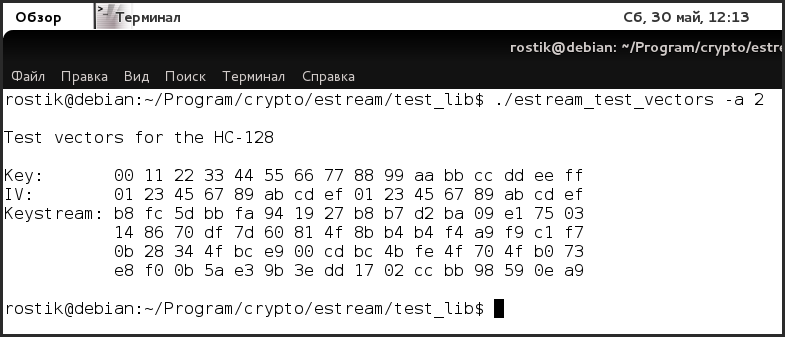 Обзор Терминал Сб, 30 май, 12:13
rostik@debian: ~/Program/crypto/estre
Файл Правка Вид Поиск Терминал Справка
rostik@debian:~/Program/crypto/estream/test_lib$ ./estream_test_vectors -a 2
Test vectors for the HC-128
Key: 00 11 22 33 44 55 66 77 88 99 aa bb cc dd ee ff
IV: 01 23 45 67 89 ab cd ef 01 23 45 67 89 ab cd ef
Keystream: b8 fc 5d bb fa 94 19 27 b8 b7 d2 ba 09 e1 75 03
14 86 70 df 7d 60 81 4f 8b b4 b4 f4 a9 f9 c1 f7
0b 28 34 4f bc e9 00 cd bc 4b fe 4f 70 4f b0 73
e8 f0 0b 5a e3 9b 3e dd 17 02 cc bb 98 59 0e a9
rostik@debian:~/Program/crypto/estream/test_lib$